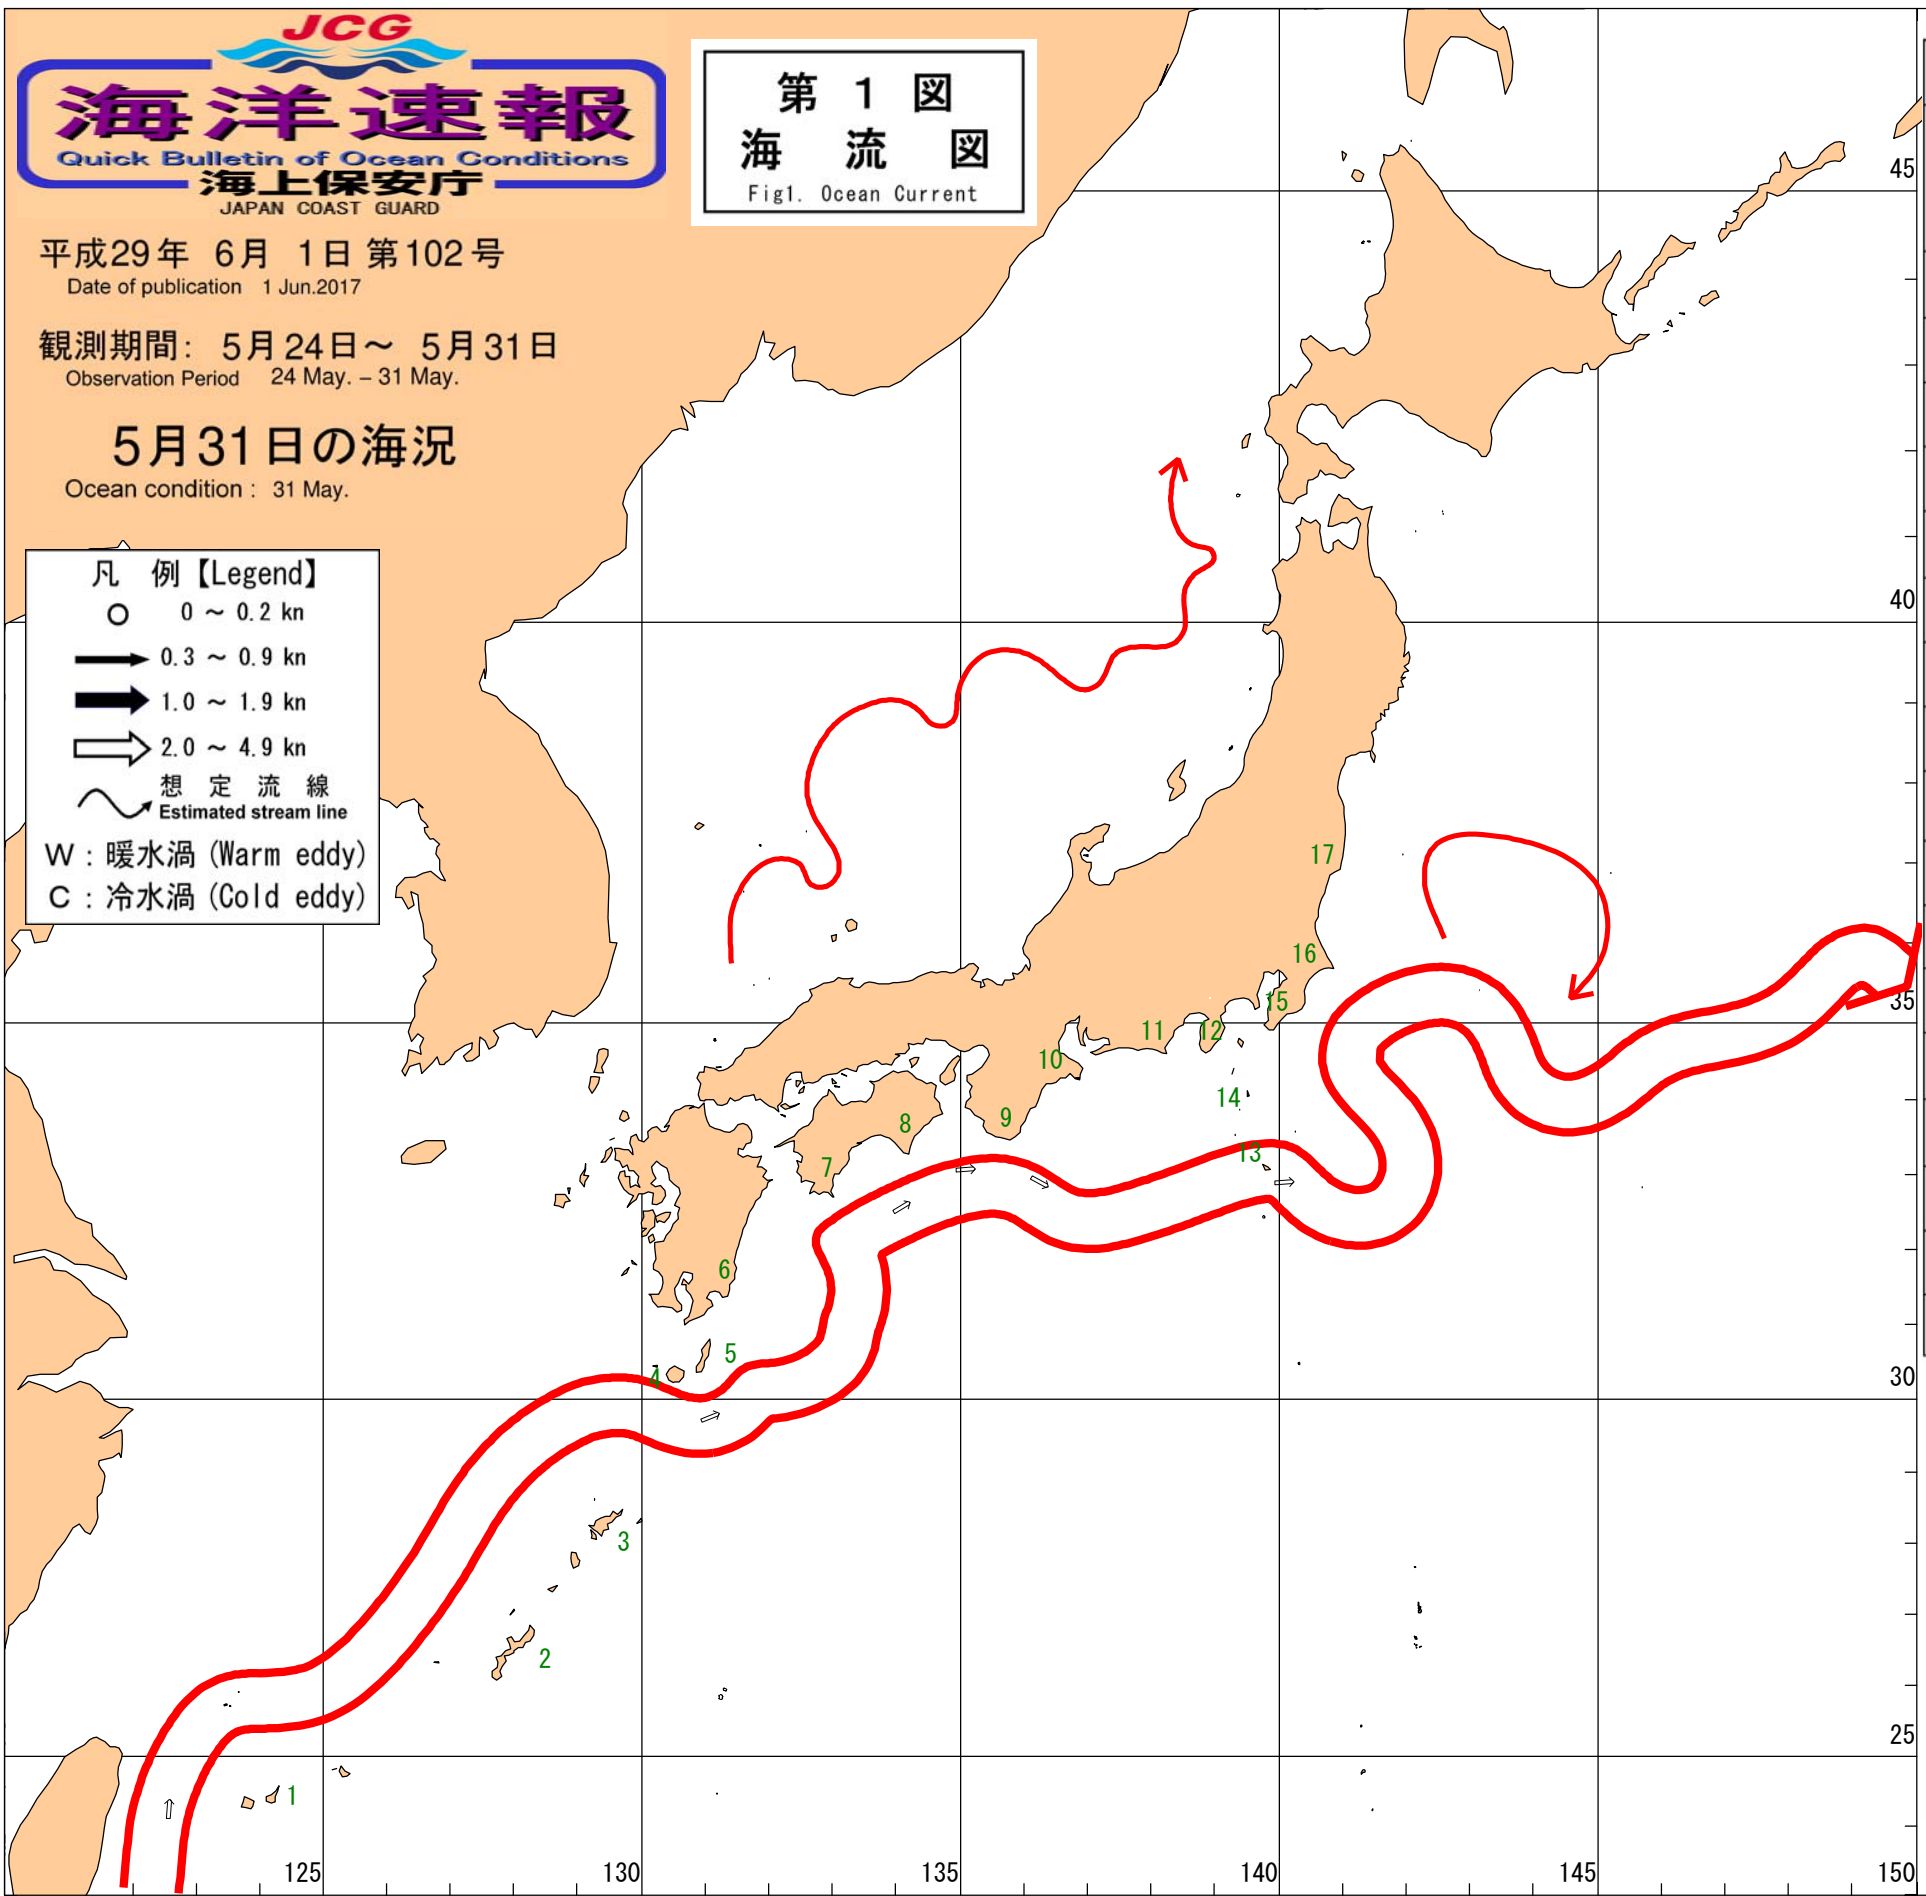 JCG
海洋速報
Quick Bulletin of Ocean Conditions
海上保安庁
JAPAN COAST GUARD
平成29年 6月 1日 第102号
Date of publication 1 Jun.2017
観測期間: 5月24日～ 5月31日
Observation Period 24 May. – 31 May.
5月31日の海況
Ocean condition : 31 May.
第 1 図
海 流 図
Fig1. Ocean Current
凡 例【Legend】
0 ～ 0.2 kn
0.3 ～ 0.9 kn
1.0 ～ 1.9 kn
2.0 ～ 4.9 kn
想 定 流 線
Estimated stream line
W : 暖水渦 (Warm eddy)
C : 冷水渦 (Cold eddy)
45
40
35
30
25
125
130
135
140
145
150
17
16
15
12
11
10
14
9
8
13
7
6
5
4
3
2
1